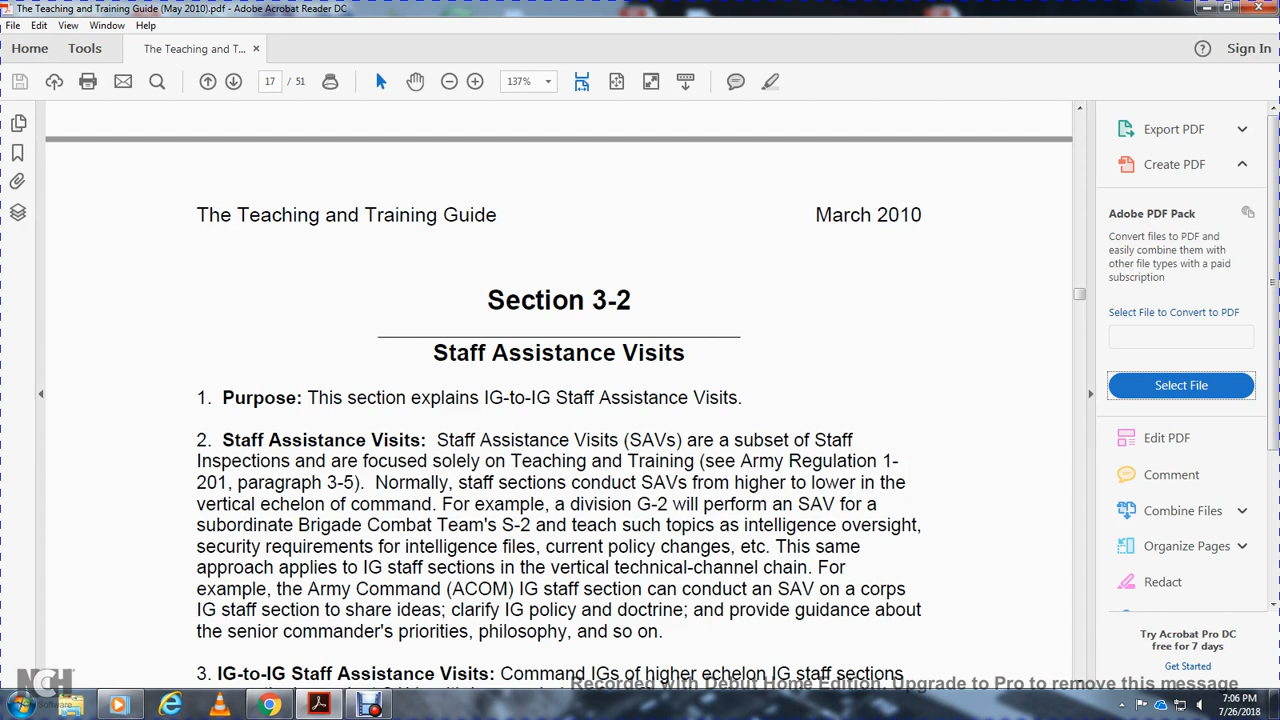 The Teaching and Training Guide (May 2010).pdf - Adobe Acrobat Reader DC
File Edit View Window Help
Home Tools The Teaching and T... × Sign In
17 / 51 137%
Export PDF
Create PDF
Adobe PDF Pack
Convert files to PDF and
easily combine them with
other file types with a paid
subscription
Select File to Convert to PDF
Select File
Edit PDF
Comment
Combine Files
Organize Pages
Redact
Try Acrobat Pro DC
free for 7 days
Get Started
The Teaching and Training Guide March 2010
Section 3-2
Staff Assistance Visits
1. Purpose: This section explains IG-to-IG Staff Assistance Visits.
2. Staff Assistance Visits: Staff Assistance Visits (SAVs) are a subset of Staff
Inspections and are focused solely on Teaching and Training (see Army Regulation 1-
201, paragraph 3-5). Normally, staff sections conduct SAVs from higher to lower in the
vertical echelon of command. For example, a division G-2 will perform an SAV for a
subordinate Brigade Combat Team's S-2 and teach such topics as intelligence oversight,
security requirements for intelligence files, current policy changes, etc. This same
approach applies to IG staff sections in the vertical technical-channel chain. For
example, the Army Command (ACOM) IG staff section can conduct an SAV on a corps
IG staff section to share ideas; clarify IG policy and doctrine; and provide guidance about
the senior commander's priorities, philosophy, and so on.
3. IG-to-IG Staff Assistance Visits: Command IGs of higher echelon IG staff sections
Recorded with Debut Home Edition. Upgrade to Pro to remove this message
NCH Software
7:06 PM
7/26/2018